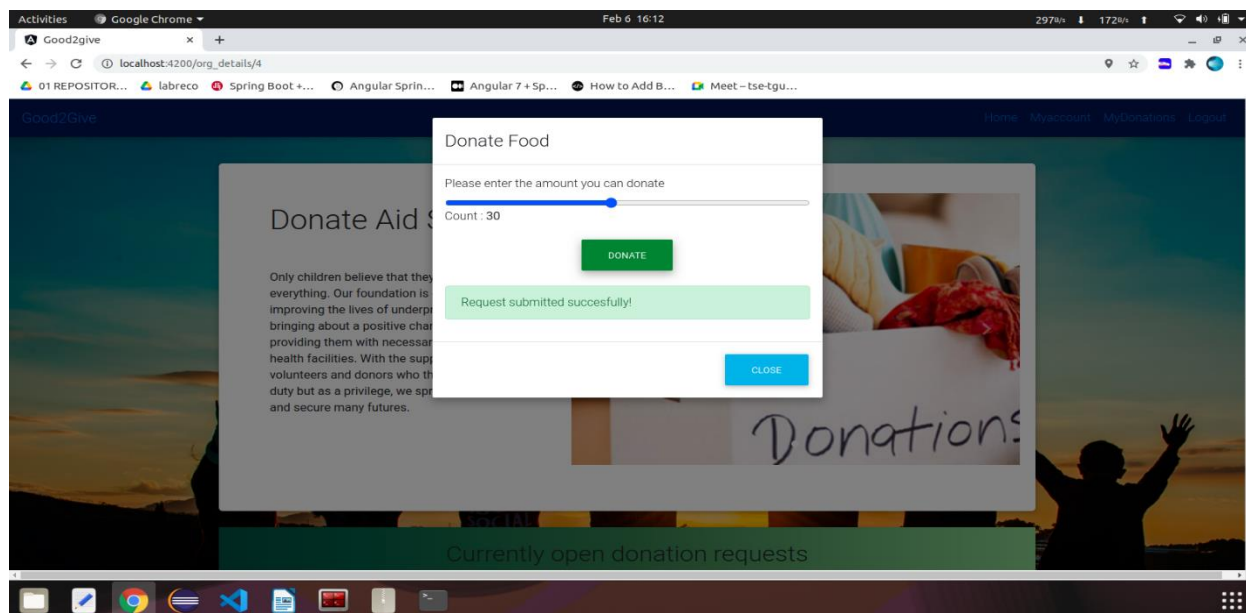 Activities Google Chrome Feb 6 16:12 297B/s 172B/s
Good2give
localhost:4200/org_details/4
01 REPOSITOR... labreco Spring Boot +... Angular Sprin... Angular 7 + Sp... How to Add B... Meet – tse-tgu...
Good2Give Home Myaccount MyDonations Logout
Donate Food
Please enter the amount you can donate
Count : 30
DONATE
Request submitted succesfully!
CLOSE
Donate Aid
Only children believe that they
everything. Our foundation is
improving the lives of underpr
bringing about a positive char
providing them with necessar
health facilities. With the supp
volunteers and donors who th
duty but as a privilege, we spr
and secure many futures.
Donations
SOCIAL
Currently open donation requests